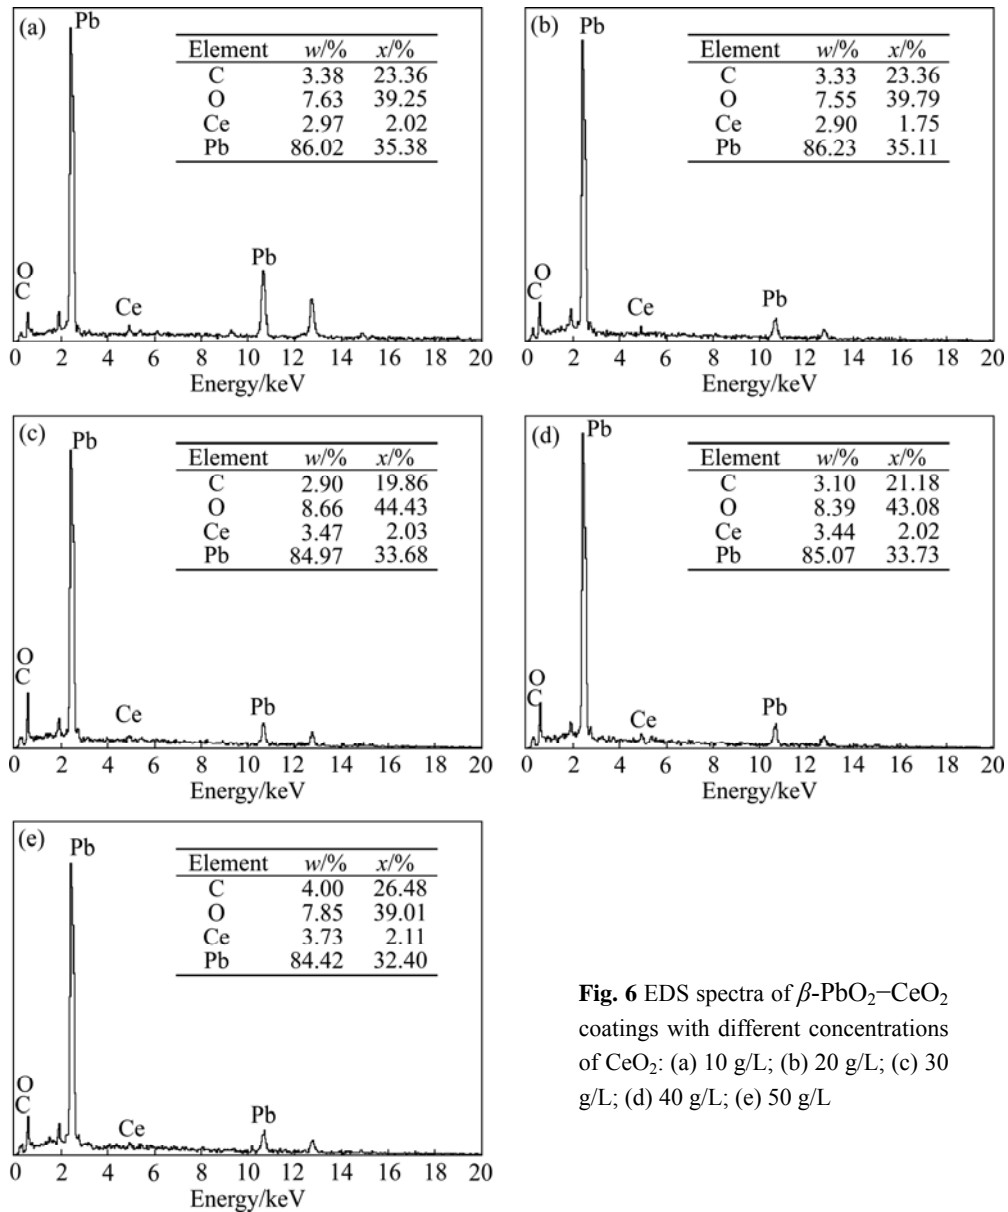 (a)
Pb
Element w/% x/%
C 3.38 23.36
O 7.63 39.25
Ce 2.97 2.02
Pb 86.02 35.38
Pb
O
C
Ce
0 2 4 6 8 10 12 14 16 18 20
Energy/keV
(b)
Pb
Element w/% x/%
C 3.33 23.36
O 7.55 39.79
Ce 2.90 1.75
Pb 86.23 35.11
O
C
Ce
Pb
0 2 4 6 8 10 12 14 16 18 20
Energy/keV
(c)
Pb
Element w/% x/%
C 2.90 19.86
O 8.66 44.43
Ce 3.47 2.03
Pb 84.97 33.68
O
C
Ce
Pb
0 2 4 6 8 10 12 14 16 18 20
Energy/keV
(d)
Pb
Element w/% x/%
C 3.10 21.18
O 8.39 43.08
Ce 3.44 2.02
Pb 85.07 33.73
O
C
Ce
Pb
0 2 4 6 8 10 12 14 16 18 20
Energy/keV
(e)
Pb
Element w/% x/%
C 4.00 26.48
O 7.85 39.01
Ce 3.73 2.11
Pb 84.42 32.40
O
C
Ce
Pb
0 2 4 6 8 10 12 14 16 18 20
Energy/keV
Fig. 6 EDS spectra of β-PbO₂−CeO₂
coatings with different concentrations
of CeO₂: (a) 10 g/L; (b) 20 g/L; (c) 30
g/L; (d) 40 g/L; (e) 50 g/L